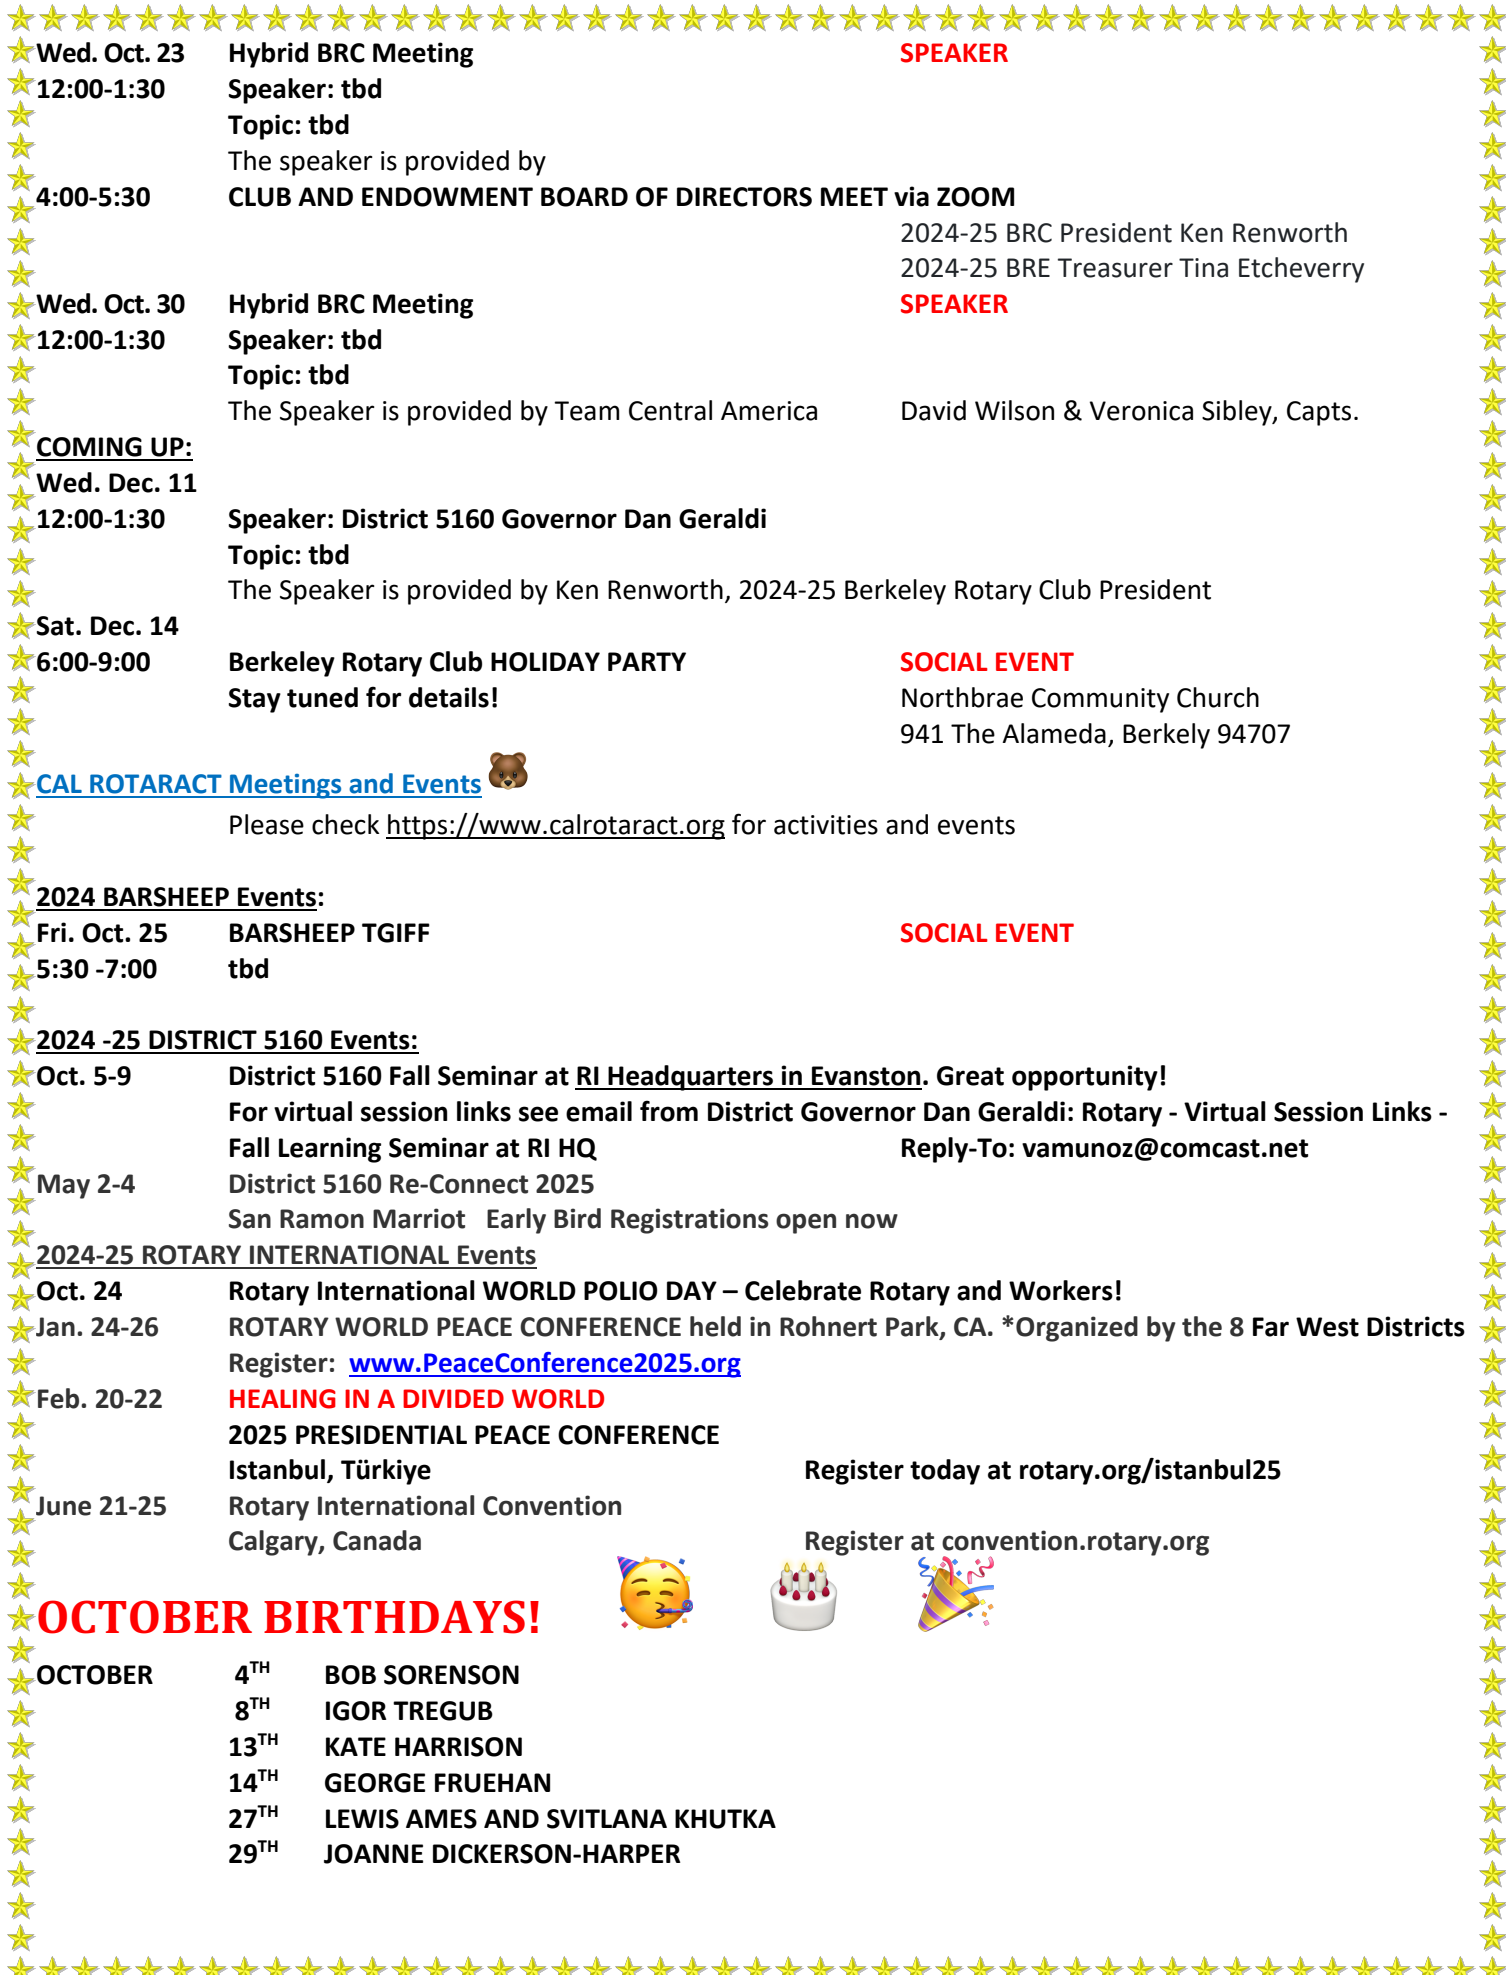 Wed. Oct. 23 Hybrid BRC Meeting SPEAKER
12:00-1:30 Speaker: tbd
Topic: tbd
The speaker is provided by
4:00-5:30 CLUB AND ENDOWMENT BOARD OF DIRECTORS MEET via ZOOM
2024-25 BRC President Ken Renworth
2024-25 BRE Treasurer Tina Etcheverry
Wed. Oct. 30 Hybrid BRC Meeting SPEAKER
12:00-1:30 Speaker: tbd
Topic: tbd
The Speaker is provided by Team Central America David Wilson & Veronica Sibley, Capts.
COMING UP:
Wed. Dec. 11
12:00-1:30 Speaker: District 5160 Governor Dan Geraldi
Topic: tbd
The Speaker is provided by Ken Renworth, 2024-25 Berkeley Rotary Club President
Sat. Dec. 14
6:00-9:00 Berkeley Rotary Club HOLIDAY PARTY SOCIAL EVENT
Stay tuned for details! Northbrae Community Church
941 The Alameda, Berkely 94707
CAL ROTARACT Meetings and Events
Please check https://www.calrotaract.org for activities and events
2024 BARSHEEP Events:
Fri. Oct. 25 BARSHEEP TGIFF SOCIAL EVENT
5:30 -7:00 tbd
2024 -25 DISTRICT 5160 Events:
Oct. 5-9 District 5160 Fall Seminar at RI Headquarters in Evanston. Great opportunity!
For virtual session links see email from District Governor Dan Geraldi: Rotary - Virtual Session Links -
Fall Learning Seminar at RI HQ Reply-To: vamunoz@comcast.net
May 2-4 District 5160 Re-Connect 2025
San Ramon Marriot Early Bird Registrations open now
2024-25 ROTARY INTERNATIONAL Events
Oct. 24 Rotary International WORLD POLIO DAY – Celebrate Rotary and Workers!
Jan. 24-26 ROTARY WORLD PEACE CONFERENCE held in Rohnert Park, CA. *Organized by the 8 Far West Districts
Register: www.PeaceConference2025.org
Feb. 20-22 HEALING IN A DIVIDED WORLD
2025 PRESIDENTIAL PEACE CONFERENCE
Istanbul, Türkiye Register today at rotary.org/istanbul25
June 21-25 Rotary International Convention
Calgary, Canada Register at convention.rotary.org
OCTOBER BIRTHDAYS!
OCTOBER 4TH BOB SORENSON
8TH IGOR TREGUB
13TH KATE HARRISON
14TH GEORGE FRUEHAN
27TH LEWIS AMES AND SVITLANA KHUTKA
29TH JOANNE DICKERSON-HARPER